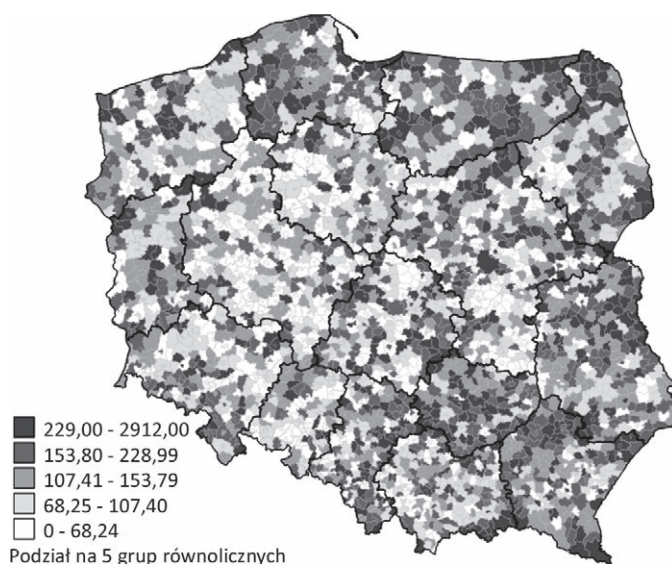 229,00 - 2912,00
153,80 - 228,99
107,41 - 153,79
68,25 - 107,40
0 - 68,24
Podział na 5 grup równolicznych